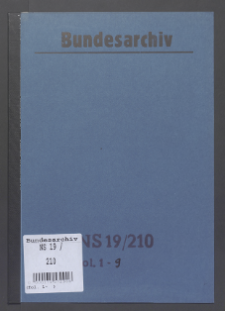 Bundesarchiv
NS 19/210
ol. 1-9
Bundesarchiv
NS 19 /
210